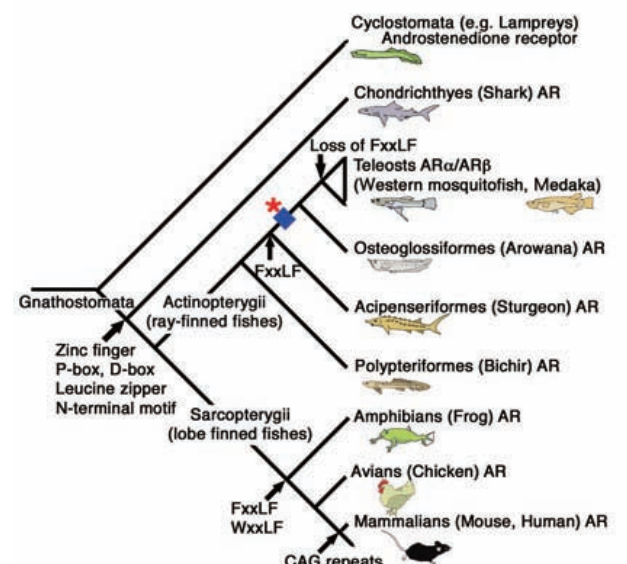 Cyclostomata (e.g. Lampreys)
Androstenedione receptor
Chondrichthyes (Shark) AR
Loss of FxxLF
Teleosts ARα/ARβ
(Western mosquitofish, Medaka)
*
FxxLF
Osteoglossiformes (Arowana) AR
Gnathostomata
Actinopterygii
(ray-finned fishes)
Acipenseriformes (Sturgeon) AR
Zinc finger
P-box, D-box
Leucine zipper
N-terminal motif
Polypteriformes (Bichir) AR
Sarcopterygii
(lobe finned fishes)
Amphibians (Frog) AR
Avians (Chicken) AR
FxxLF
WxxLF
Mammalians (Mouse, Human) AR
CAG repeats